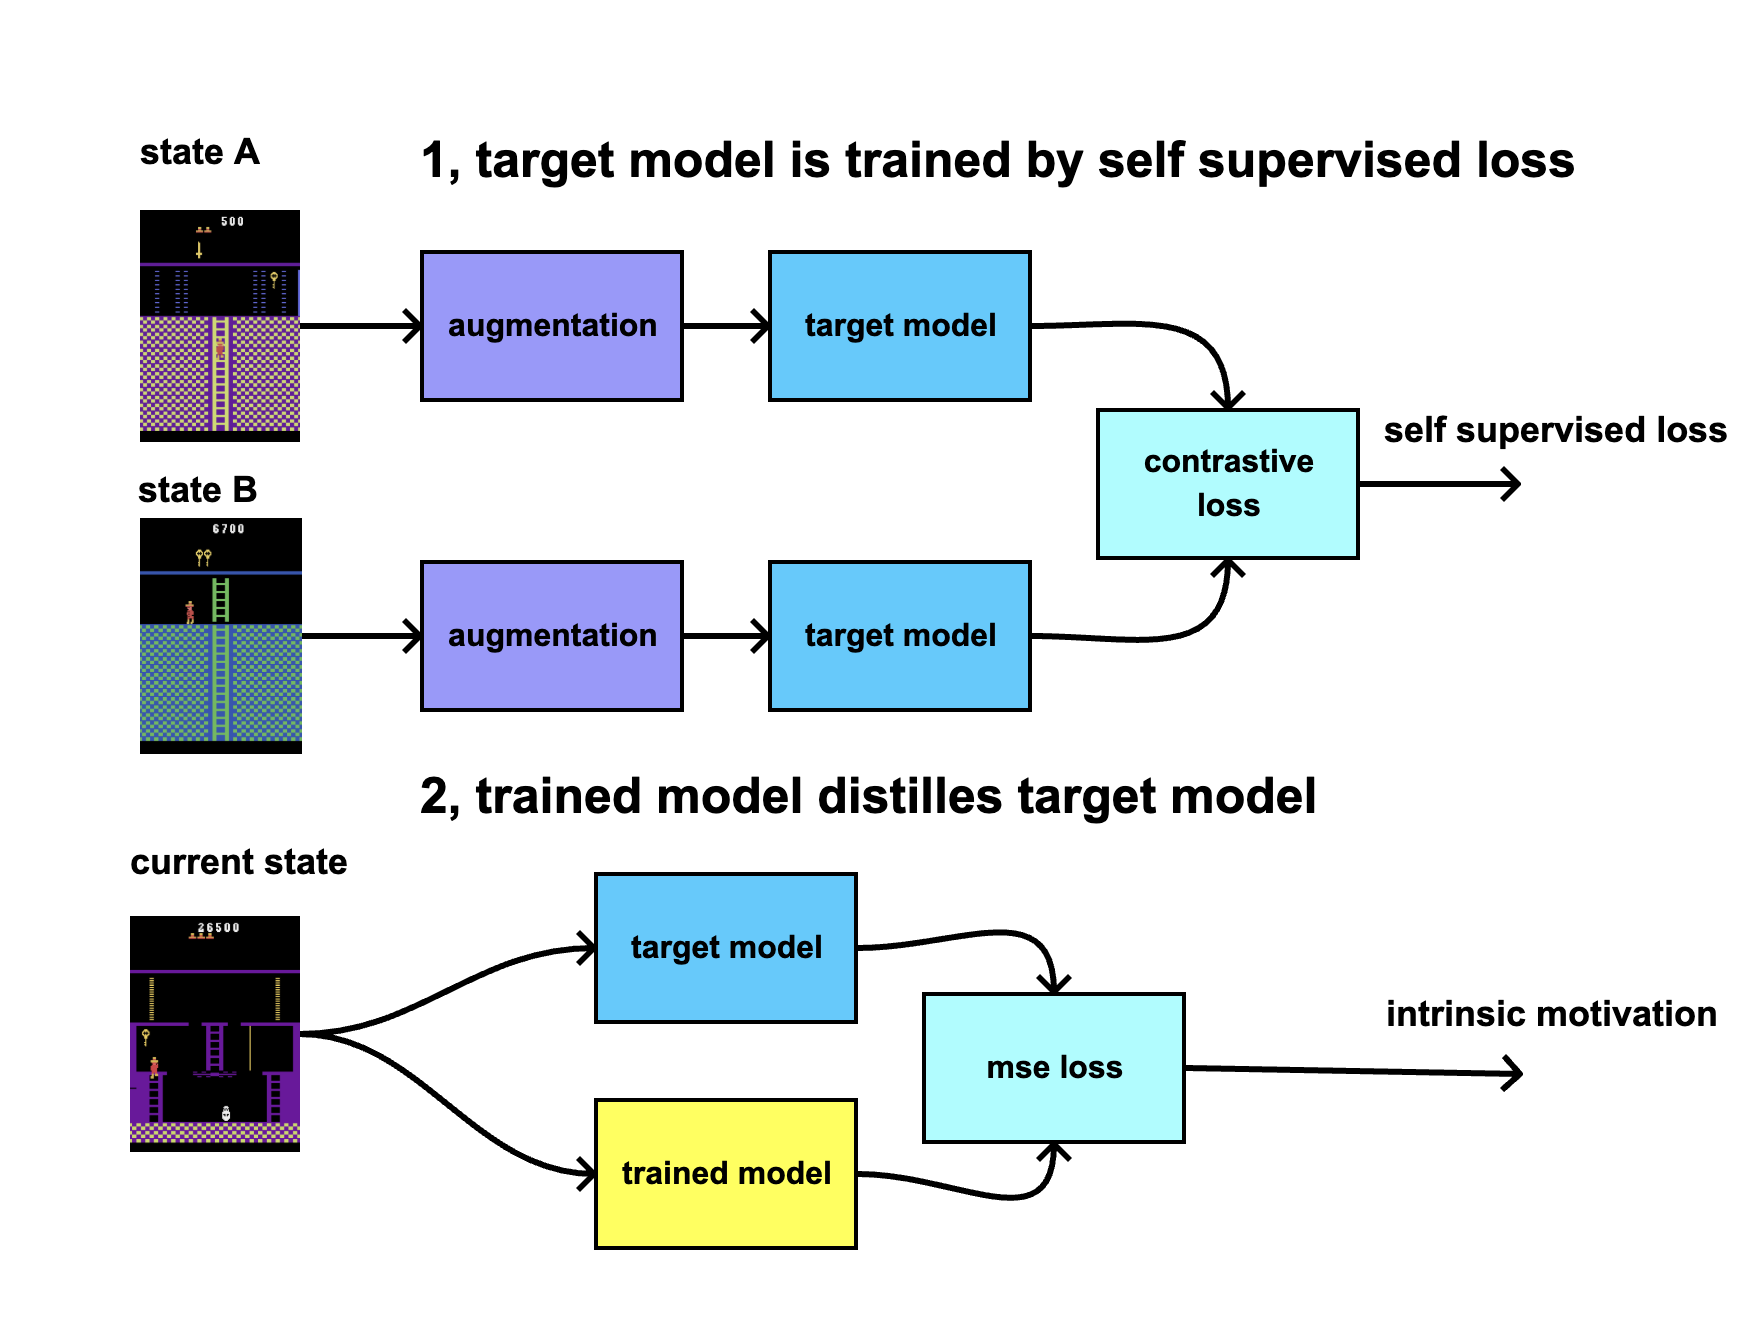 state A
1, target model is trained by self supervised loss
500
augmentation
target model
contrastive
loss
self supervised loss
state B
6700
augmentation
target model
2, trained model distilles target model
current state
26500
target model
mse loss
intrinsic motivation
trained model